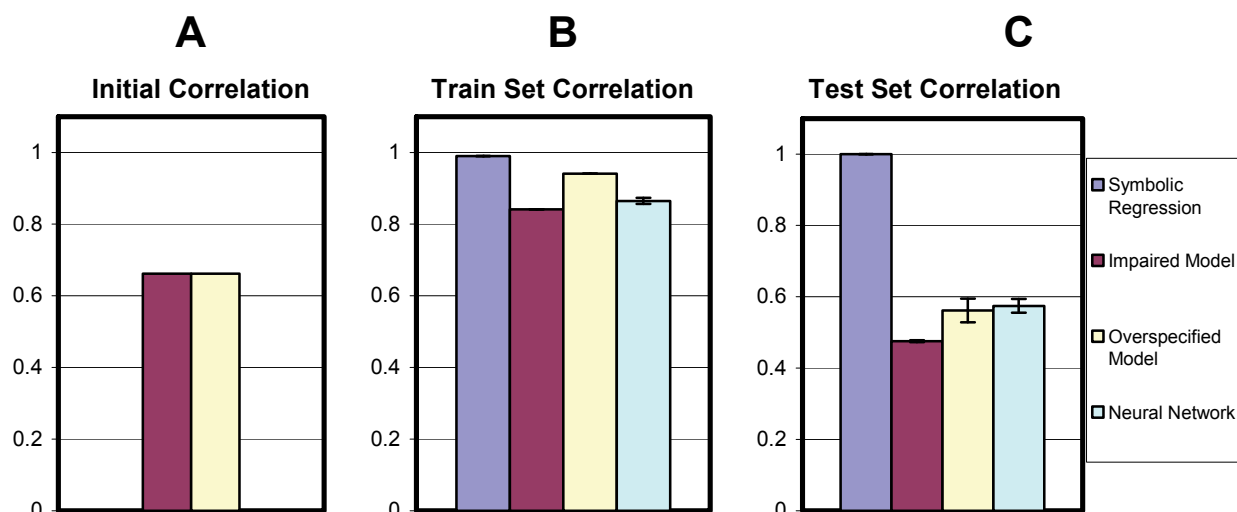 A
B
C
Initial Correlation
Train Set Correlation
Test Set Correlation
1
0.8
0.6
0.4
0.2
0
1
0.8
0.6
0.4
0.2
0
1
0.8
0.6
0.4
0.2
0
Symbolic
Regression
Impaired Model
Overspecified
Model
Neural Network